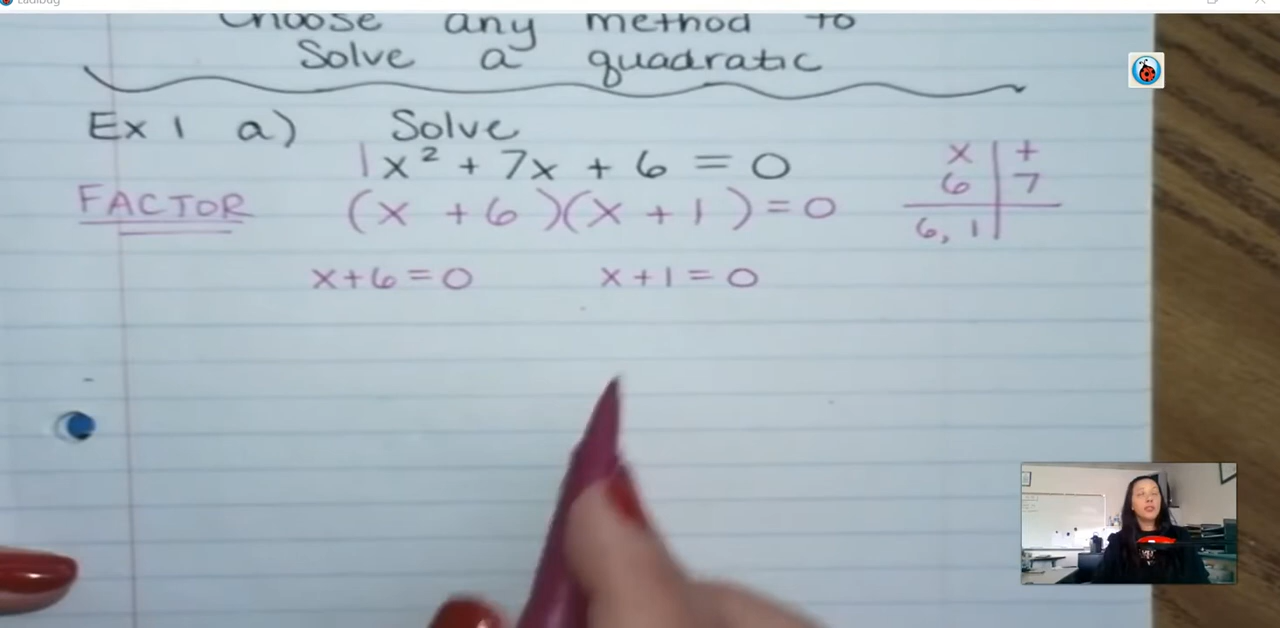 Ladibug
Choose any method to
Solve a quadratic
Ex 1 a) Solve
1x² + 7x + 6 = 0
FACTOR (x + 6)(x + 1) = 0
x + 6 = 0 x + 1 = 0
x | +
6 | 7
6, 1 |